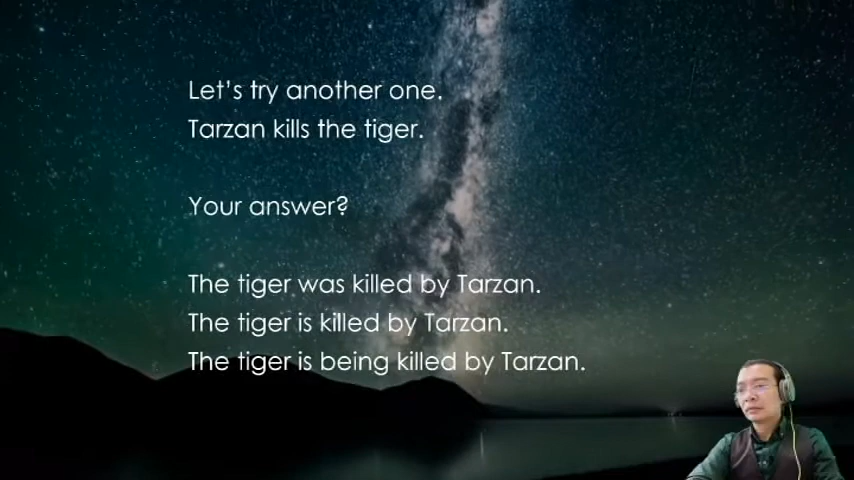 Let's try another one.
Tarzan kills the tiger.
Your answer?
The tiger was killed by Tarzan.
The tiger is killed by Tarzan.
The tiger is being killed by Tarzan.